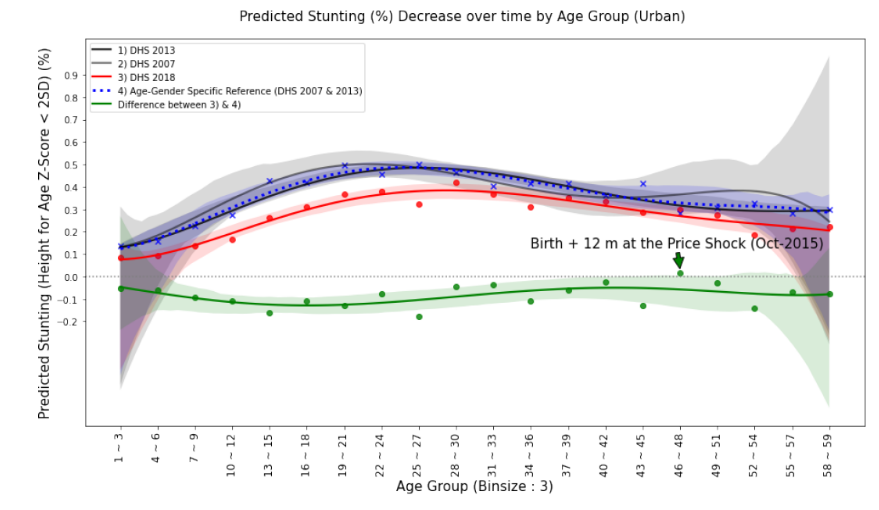 Predicted Stunting (%) Decrease over time by Age Group (Urban)
Predicted Stunting (Height for Age Z-Score < 2SD) (%)
1) DHS 2013
2) DHS 2007
3) DHS 2018
4) Age-Gender Specific Reference (DHS 2007 & 2013)
Difference between 3) & 4)
0.9
0.8
0.7
0.6
0.5
0.4
0.3
0.2
0.1
0.0
−0.1
−0.2
Birth + 12 m at the Price Shock (Oct-2015)
1 ~ 3
4 ~ 6
7 ~ 9
10 ~ 12
13 ~ 15
16 ~ 18
19 ~ 21
22 ~ 24
25 ~ 27
28 ~ 30
31 ~ 33
34 ~ 36
37 ~ 39
40 ~ 42
43 ~ 45
46 ~ 48
49 ~ 51
52 ~ 54
55 ~ 57
58 ~ 59
Age Group (Binsize : 3)